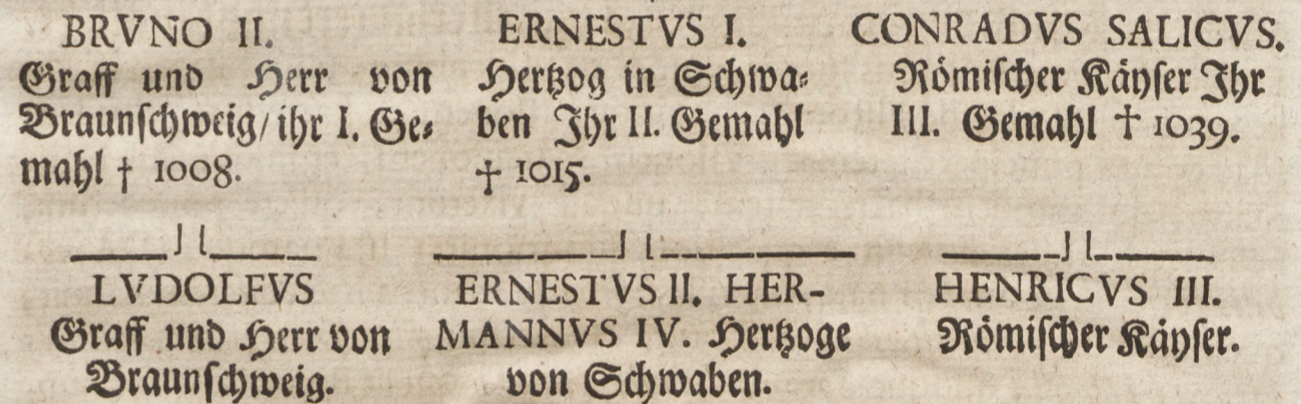 BRVNO II.
Graff und Herr von
Braunschweig/ ihr I. Ge⸗
mahl † 1008.
ERNESTVS I.
Hertzog in Schwa⸗
ben Ihr II. Gemahl
† 1015.
CONRADVS SALICVS.
Römischer Käyser Ihr
III. Gemahl † 1039.
LVDOLFVS
Graff und Herr von
Braunschweig.
ERNESTVS II. HER-
MANNVS IV. Hertzoge
von Schwaben.
HENRICVS III.
Römischer Käyser.